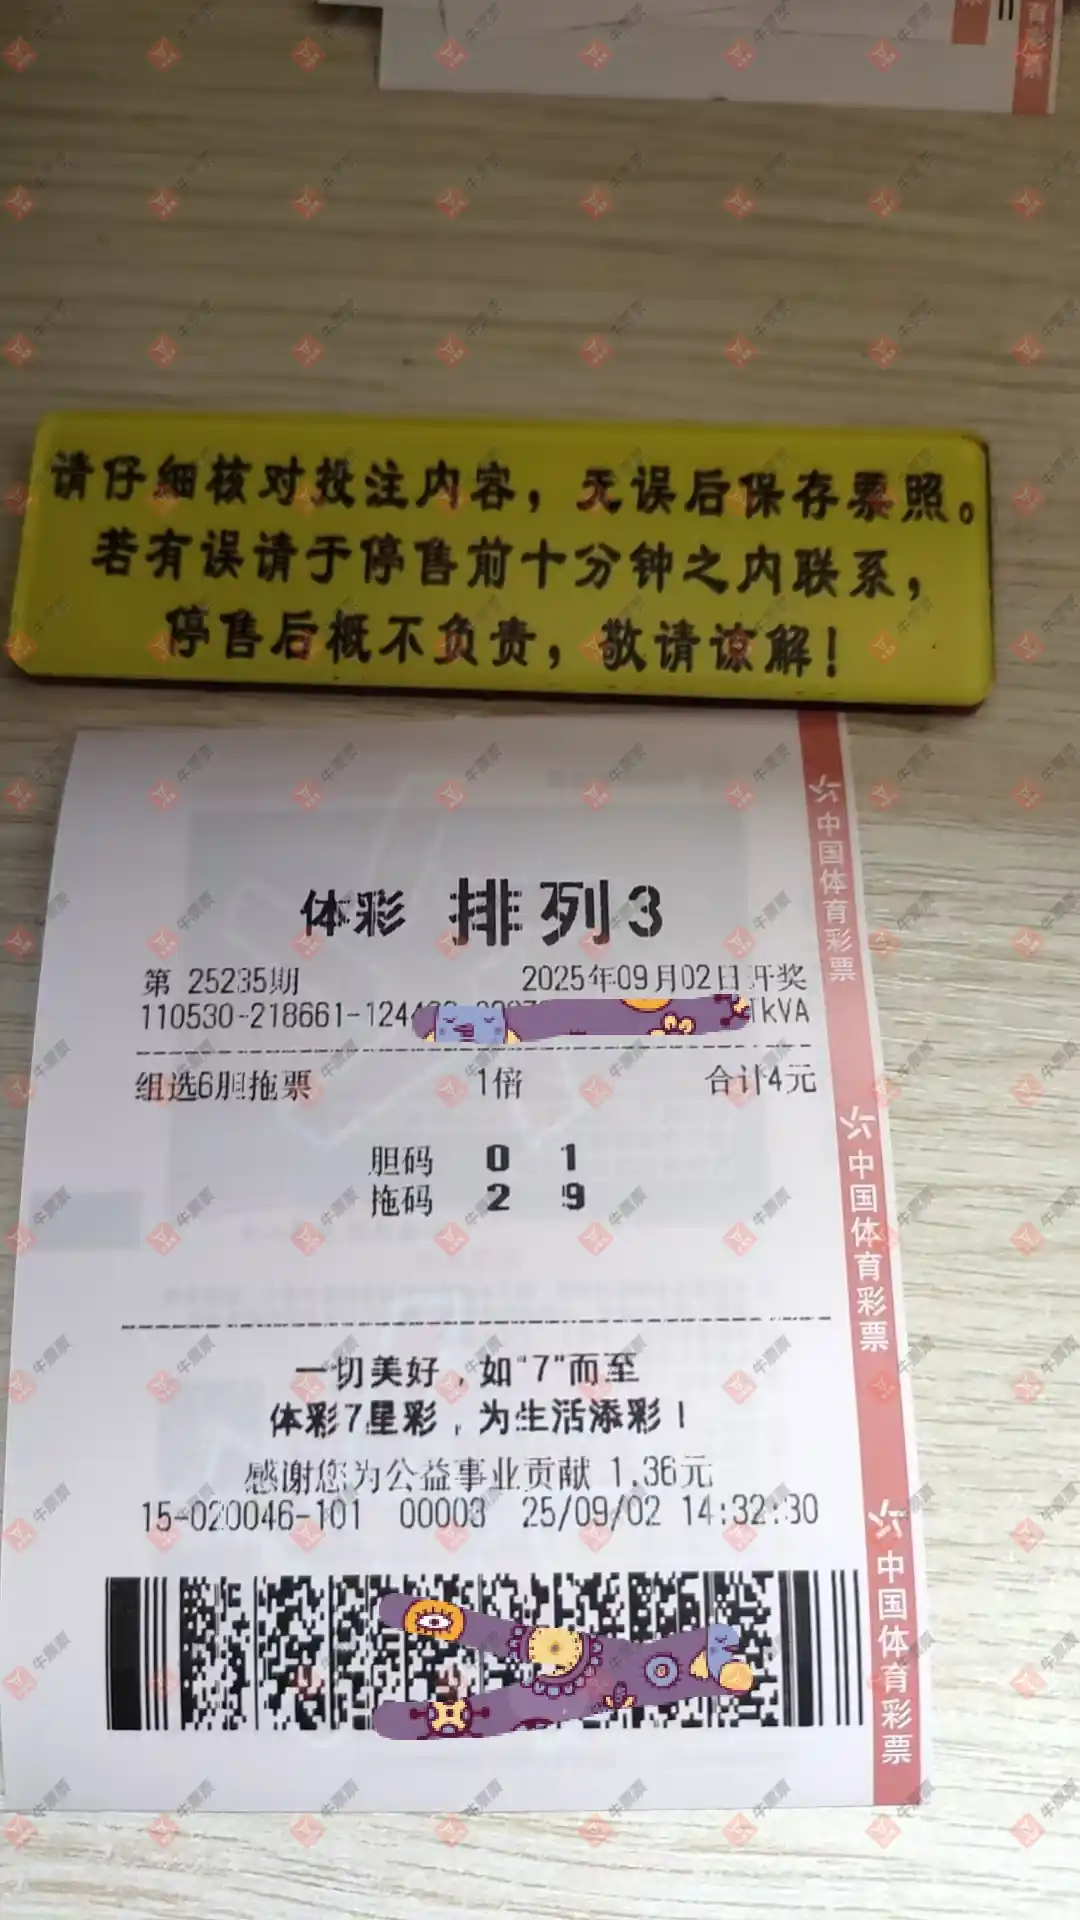 育彩票
请仔细核对投注内容，无误后保存票照。
若有误请于停售前十分钟之内联系，
停售后概不负责，敬请谅解！
体彩 排列3
第 25235期 2025年09月02日开奖
110530-218661-124 TkVA
组选6胆拖票 1倍 合计4元
胆码 0 1
拖码 2 9
一切美好，如“7”而至
体彩7星彩，为生活添彩！
感谢您为公益事业贡献 1.36元
15-020046-101 00003 25/09/02 14:32:30
中国体育彩票
中国体育彩票
中国体育彩票
牛票票